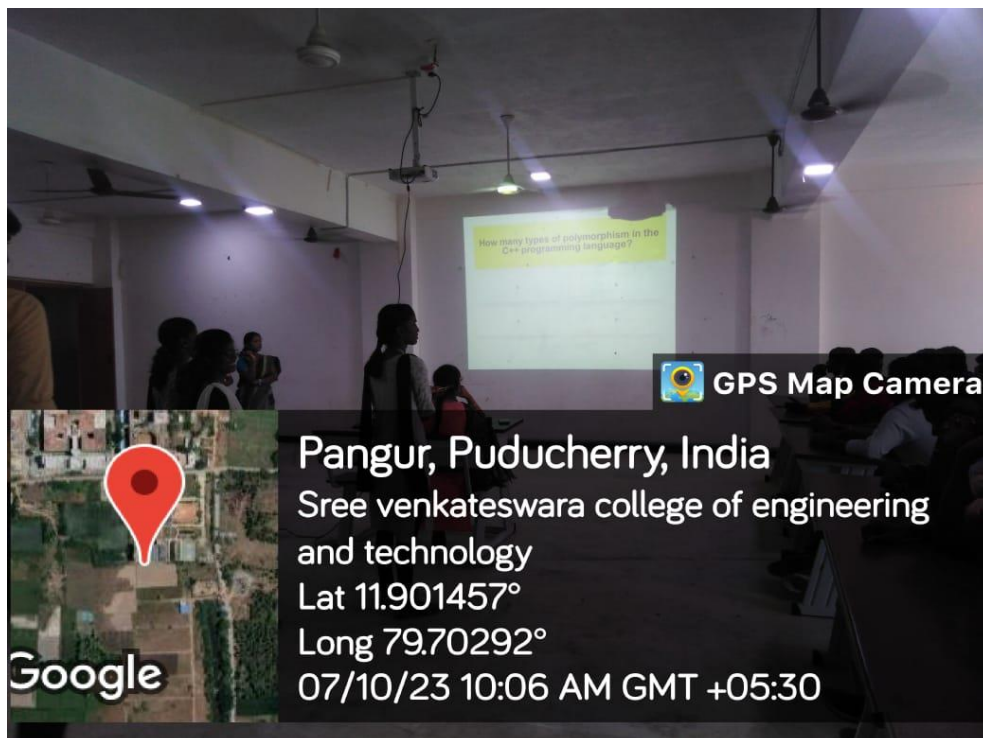 How many types of polymorphism in the
C++ programming language?
GPS Map Camera
Pangur, Puducherry, India
Sree venkateswara college of engineering
and technology
Lat 11.901457°
Long 79.70292°
07/10/23 10:06 AM GMT +05:30
Google